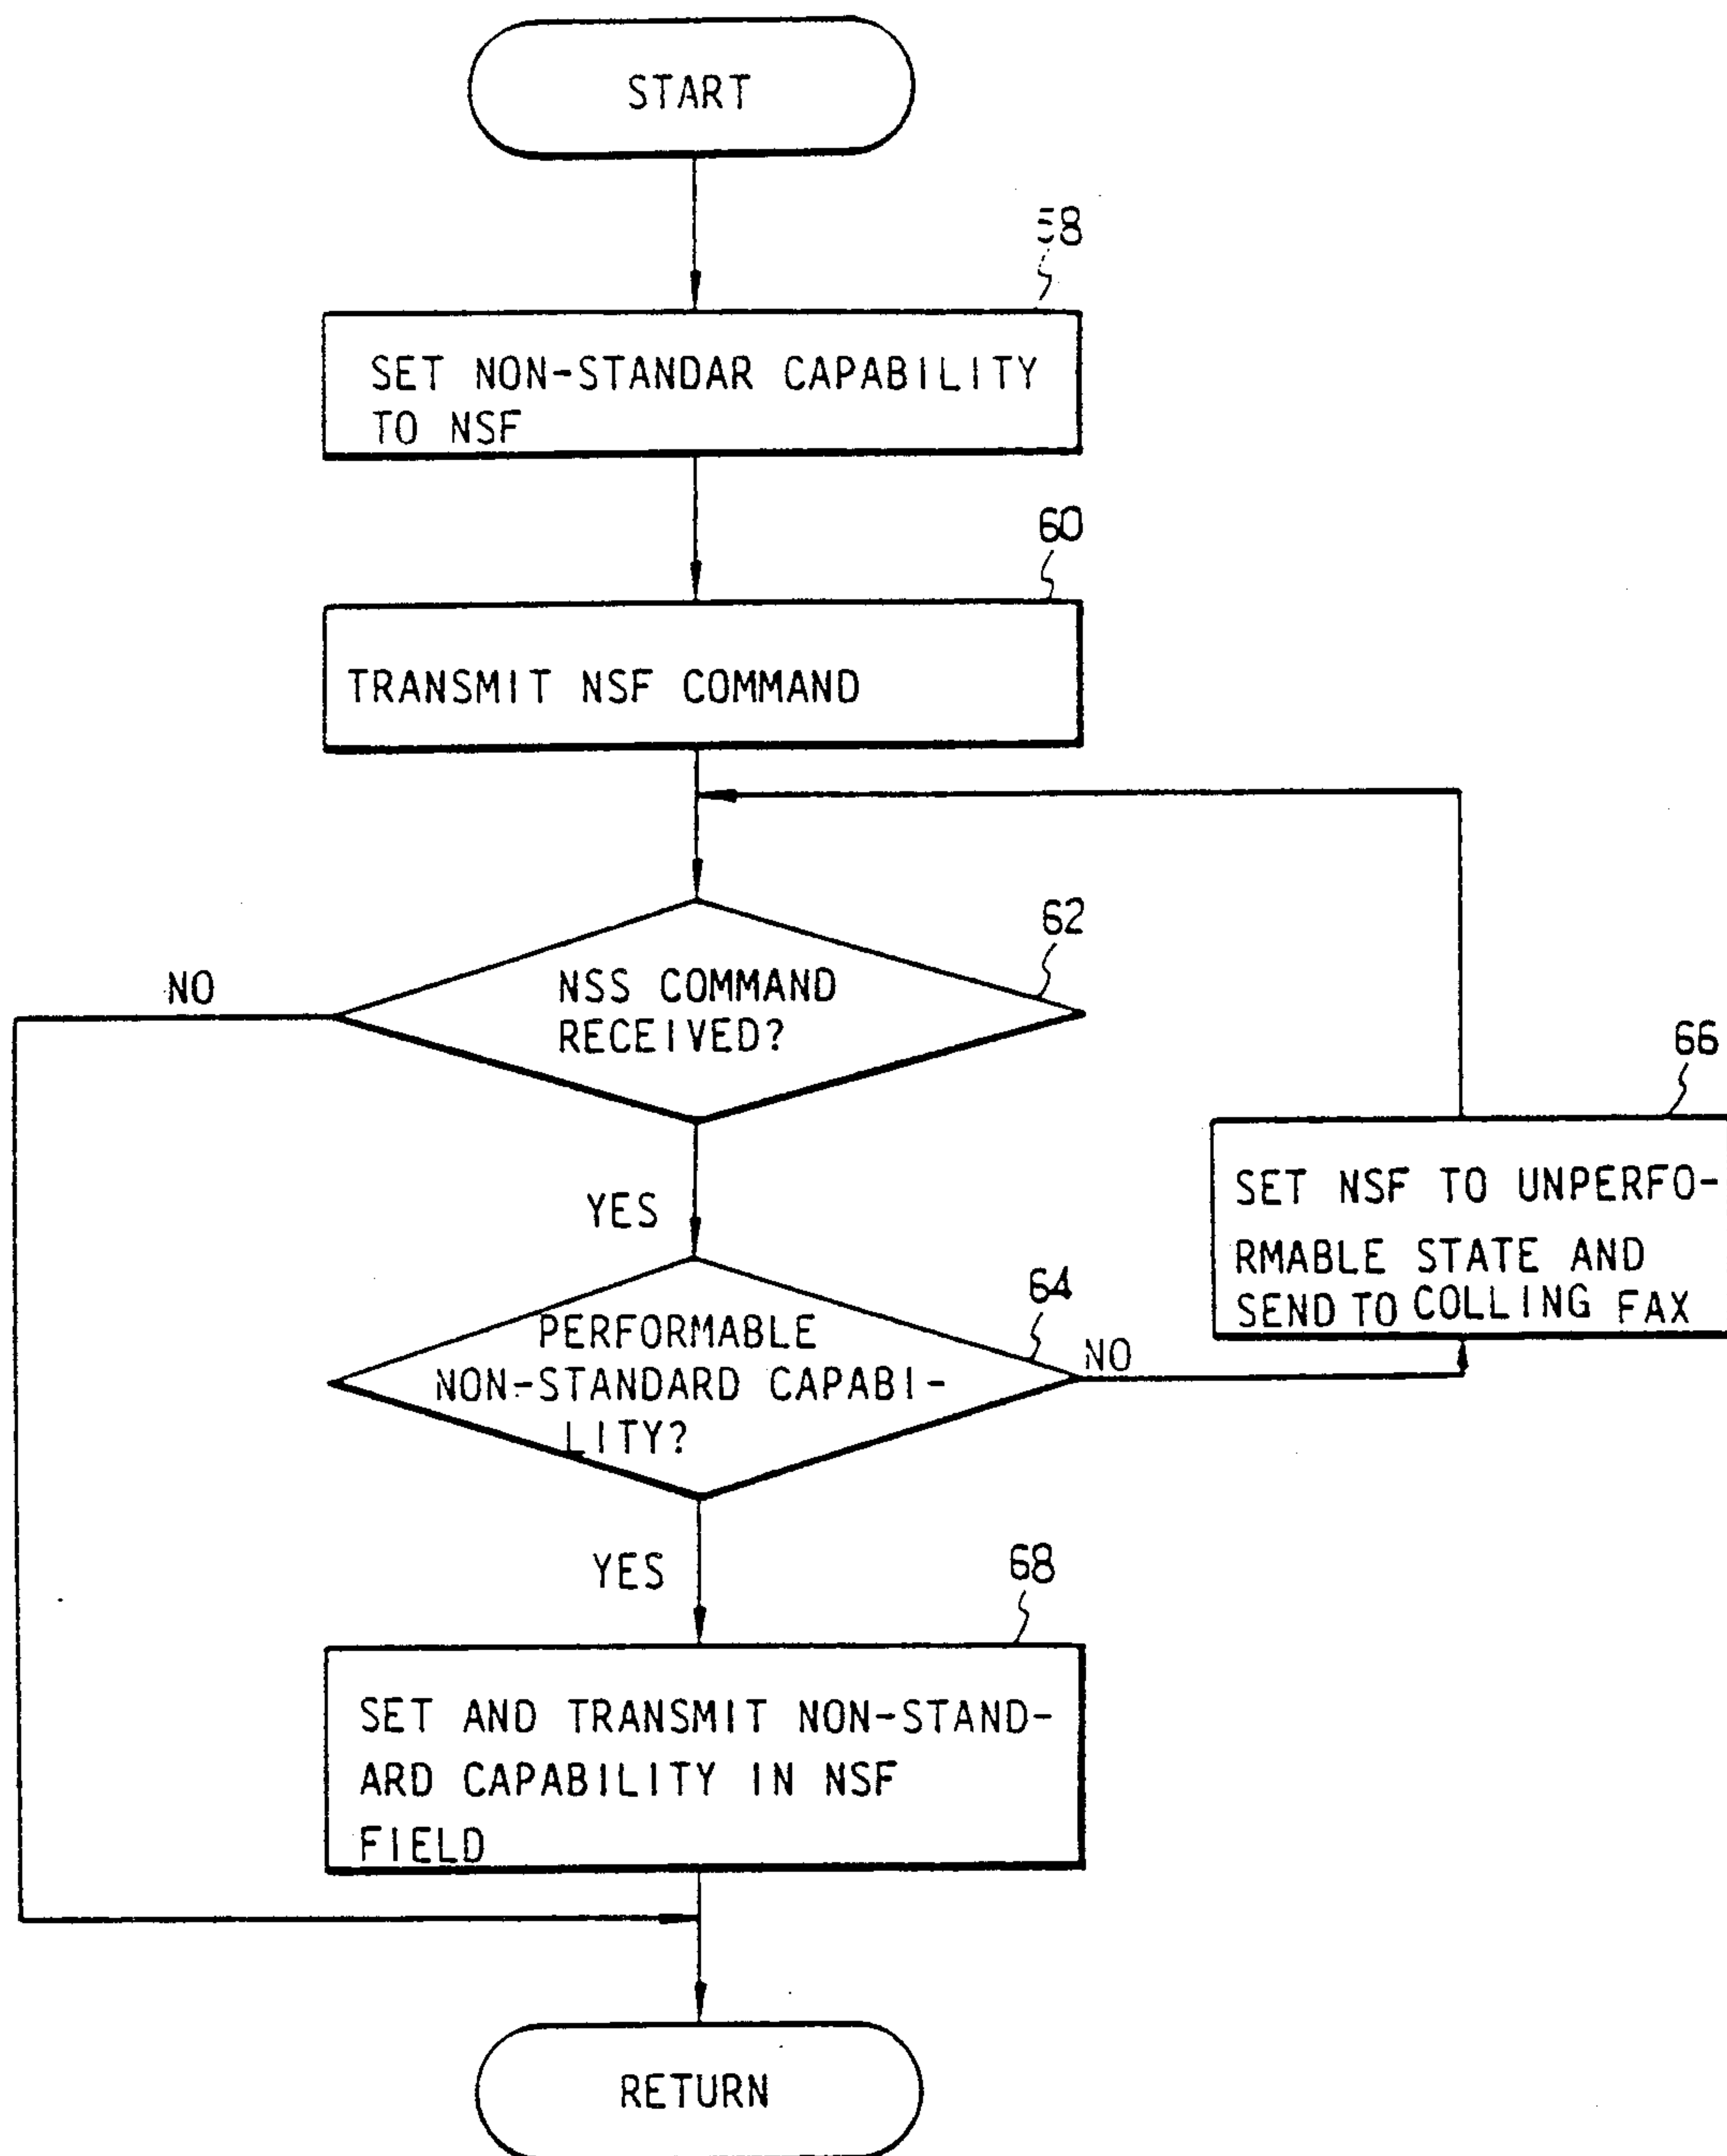 START
58
SET NON-STANDAR CAPABILITY
TO NSF
60
TRANSMIT NSF COMMAND
62
NO
NSS COMMAND
RECEIVED?
66
YES
SET NSF TO UNPERFO-
RMABLE STATE AND
SEND TO COLLING FAX
64
PERFORMABLE
NON-STANDARD CAPABI-
LITY?
NO
YES
68
SET AND TRANSMIT NON-STAND-
ARD CAPABILITY IN NSF
FIELD
RETURN